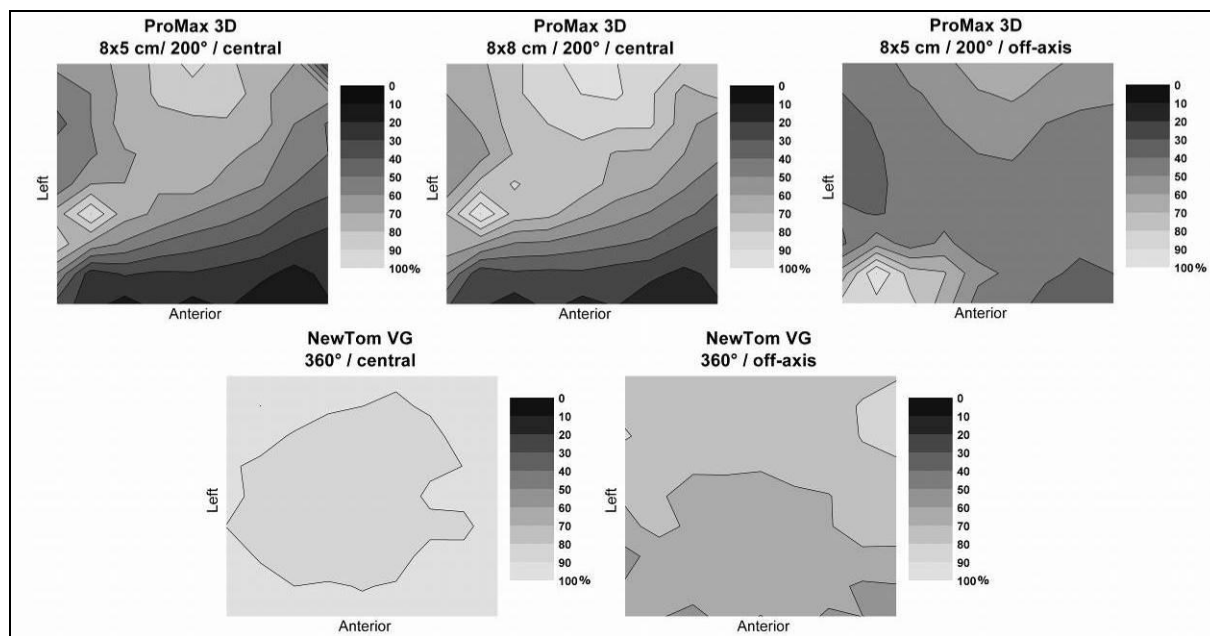 ProMax 3D
8x5 cm/ 200° / central
ProMax 3D
8x8 cm / 200° / central
ProMax 3D
8x5 cm / 200° / off-axis
Left
0
10
20
30
40
50
60
70
80
90
100%
Anterior
Left
0
10
20
30
40
50
60
70
80
90
100%
Anterior
Left
0
10
20
30
40
50
60
70
80
90
100%
Anterior
NewTom VG
360° / central
NewTom VG
360° / off-axis
Left
0
10
20
30
40
50
60
70
80
90
100%
Anterior
Left
0
10
20
30
40
50
60
70
80
90
100%
Anterior